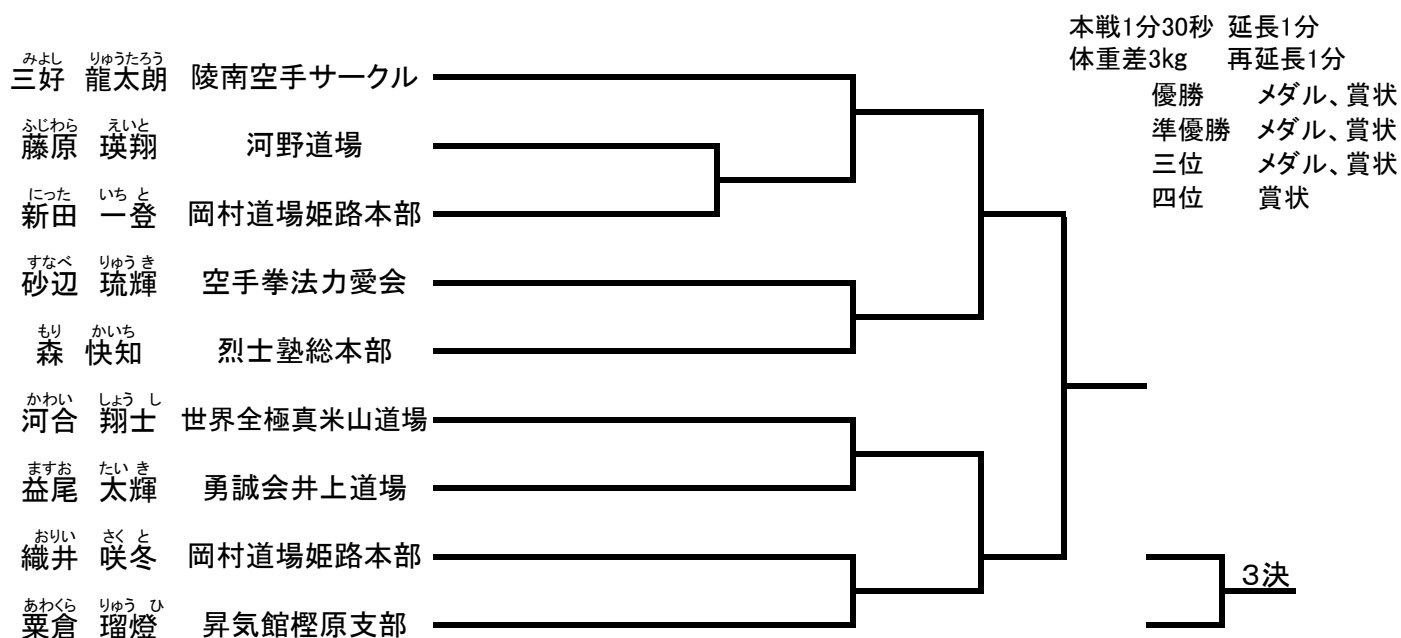 本戦1分30秒 延長1分
体重差3kg 再延長1分
優勝 メダル、賞状
準優勝 メダル、賞状
三位 メダル、賞状
四位 賞状
みよし りゅうたろう
三好 龍太朗 陵南空手サークル
ふじわら えいと
藤原 瑛翔 河野道場
にった いち と
新田 一登 岡村道場姫路本部
すなべ りゅう き
砂辺 琉輝 空手拳法力愛会
もり かいち
森 快知 烈士塾総本部
かわい しょう し
河合 翔士 世界全極真米山道場
ますお たい き
益尾 太輝 勇誠会井上道場
おりい さく と
織井 咲冬 岡村道場姫路本部
あわくら りゅう ひ
粟倉 瑠燈 昇気館樫原支部
3決